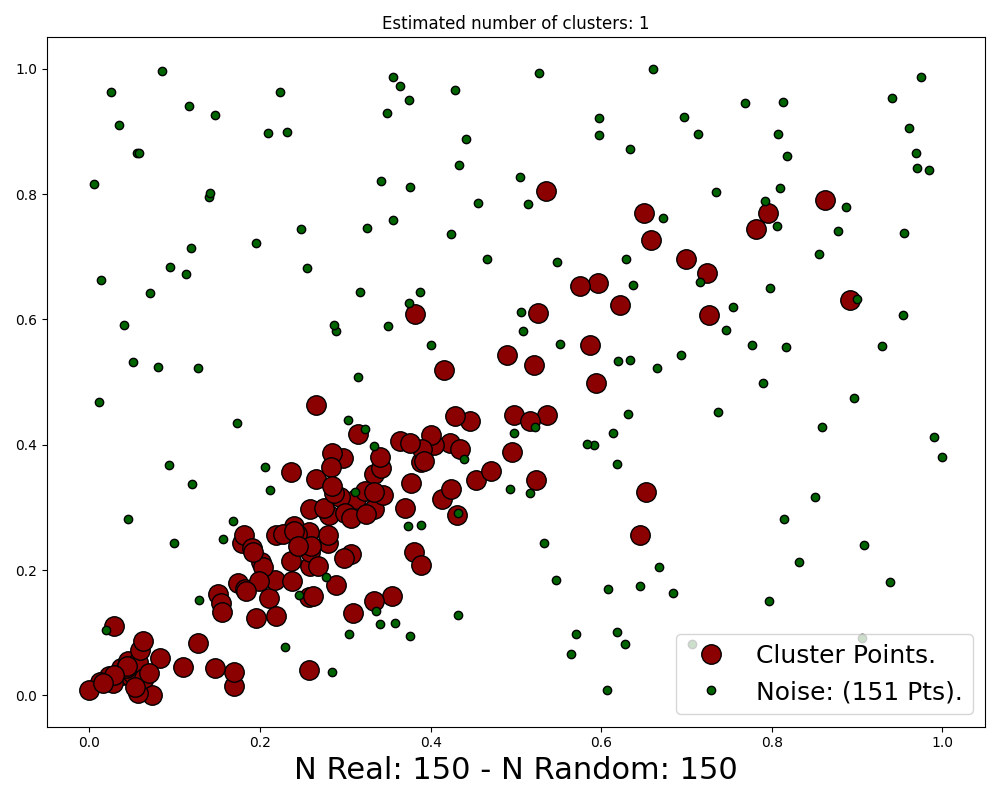 Estimated number of clusters: 1
1.0
0.8
0.6
0.4
0.2
0.0
Cluster Points.
Noise: (151 Pts).
0.0 0.2 0.4 0.6 0.8 1.0
N Real: 150 - N Random: 150